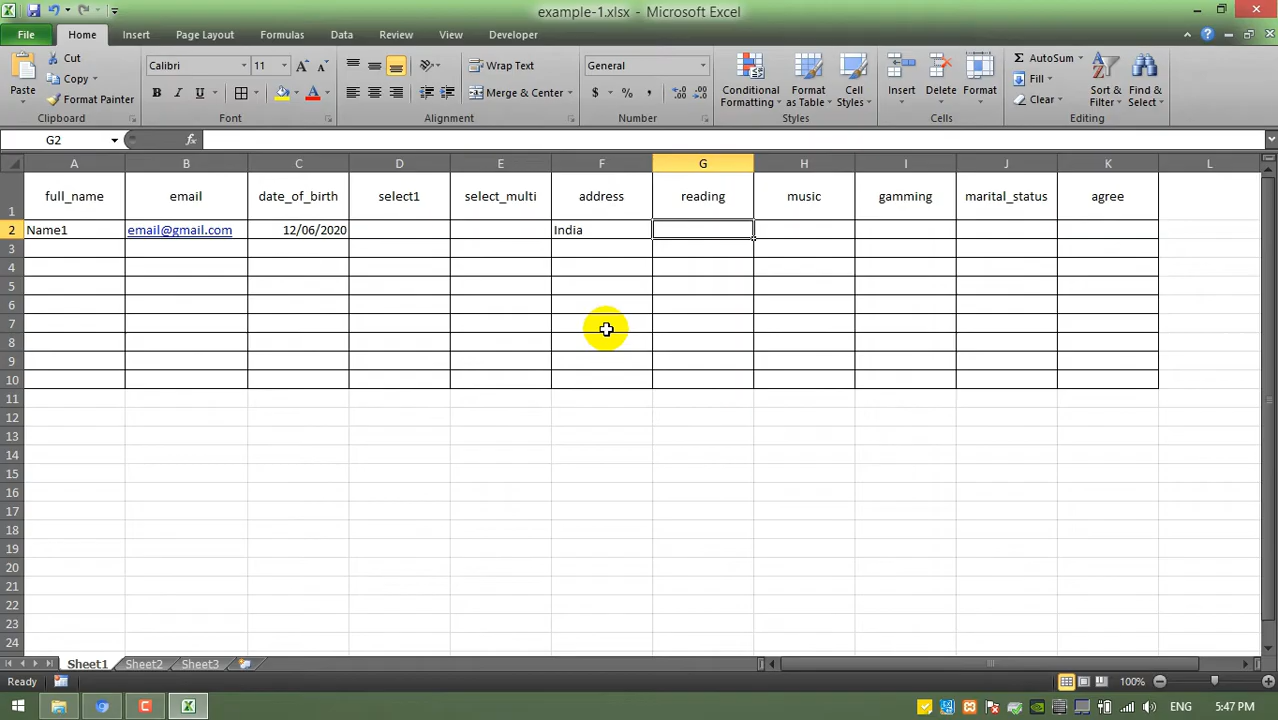 example-1.xlsx - Microsoft Excel
File Home Insert Page Layout Formulas Data Review View Developer
Cut
Copy
Format Painter
Paste
Clipboard
Calibri 11
B I U
Font
Wrap Text
Merge & Center
Alignment
General
$ % ,
Number
Conditional Formatting
Format as Table
Cell Styles
Styles
Insert Delete Format
Cells
AutoSum
Fill
Clear
Sort & Filter
Find & Select
Editing
G2 fx
A B C D E F G H I J K L
1 full_name email date_of_birth select1 select_multi address reading music gamming marital_status agree
2 Name1 email@gmail.com 12/06/2020 India
3
4
5
6
7
8
9
10
11
12
13
14
15
16
17
18
19
20
21
22
23
24
Sheet1 Sheet2 Sheet3
Ready 100%
ENG 5:47 PM